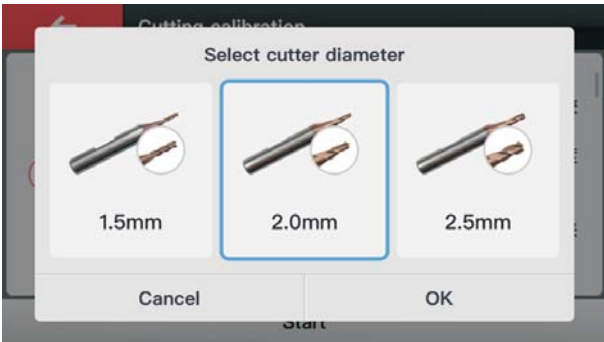 Cutting calibration
Select cutter diameter
1.5mm
2.0mm
2.5mm
Cancel
OK
Start